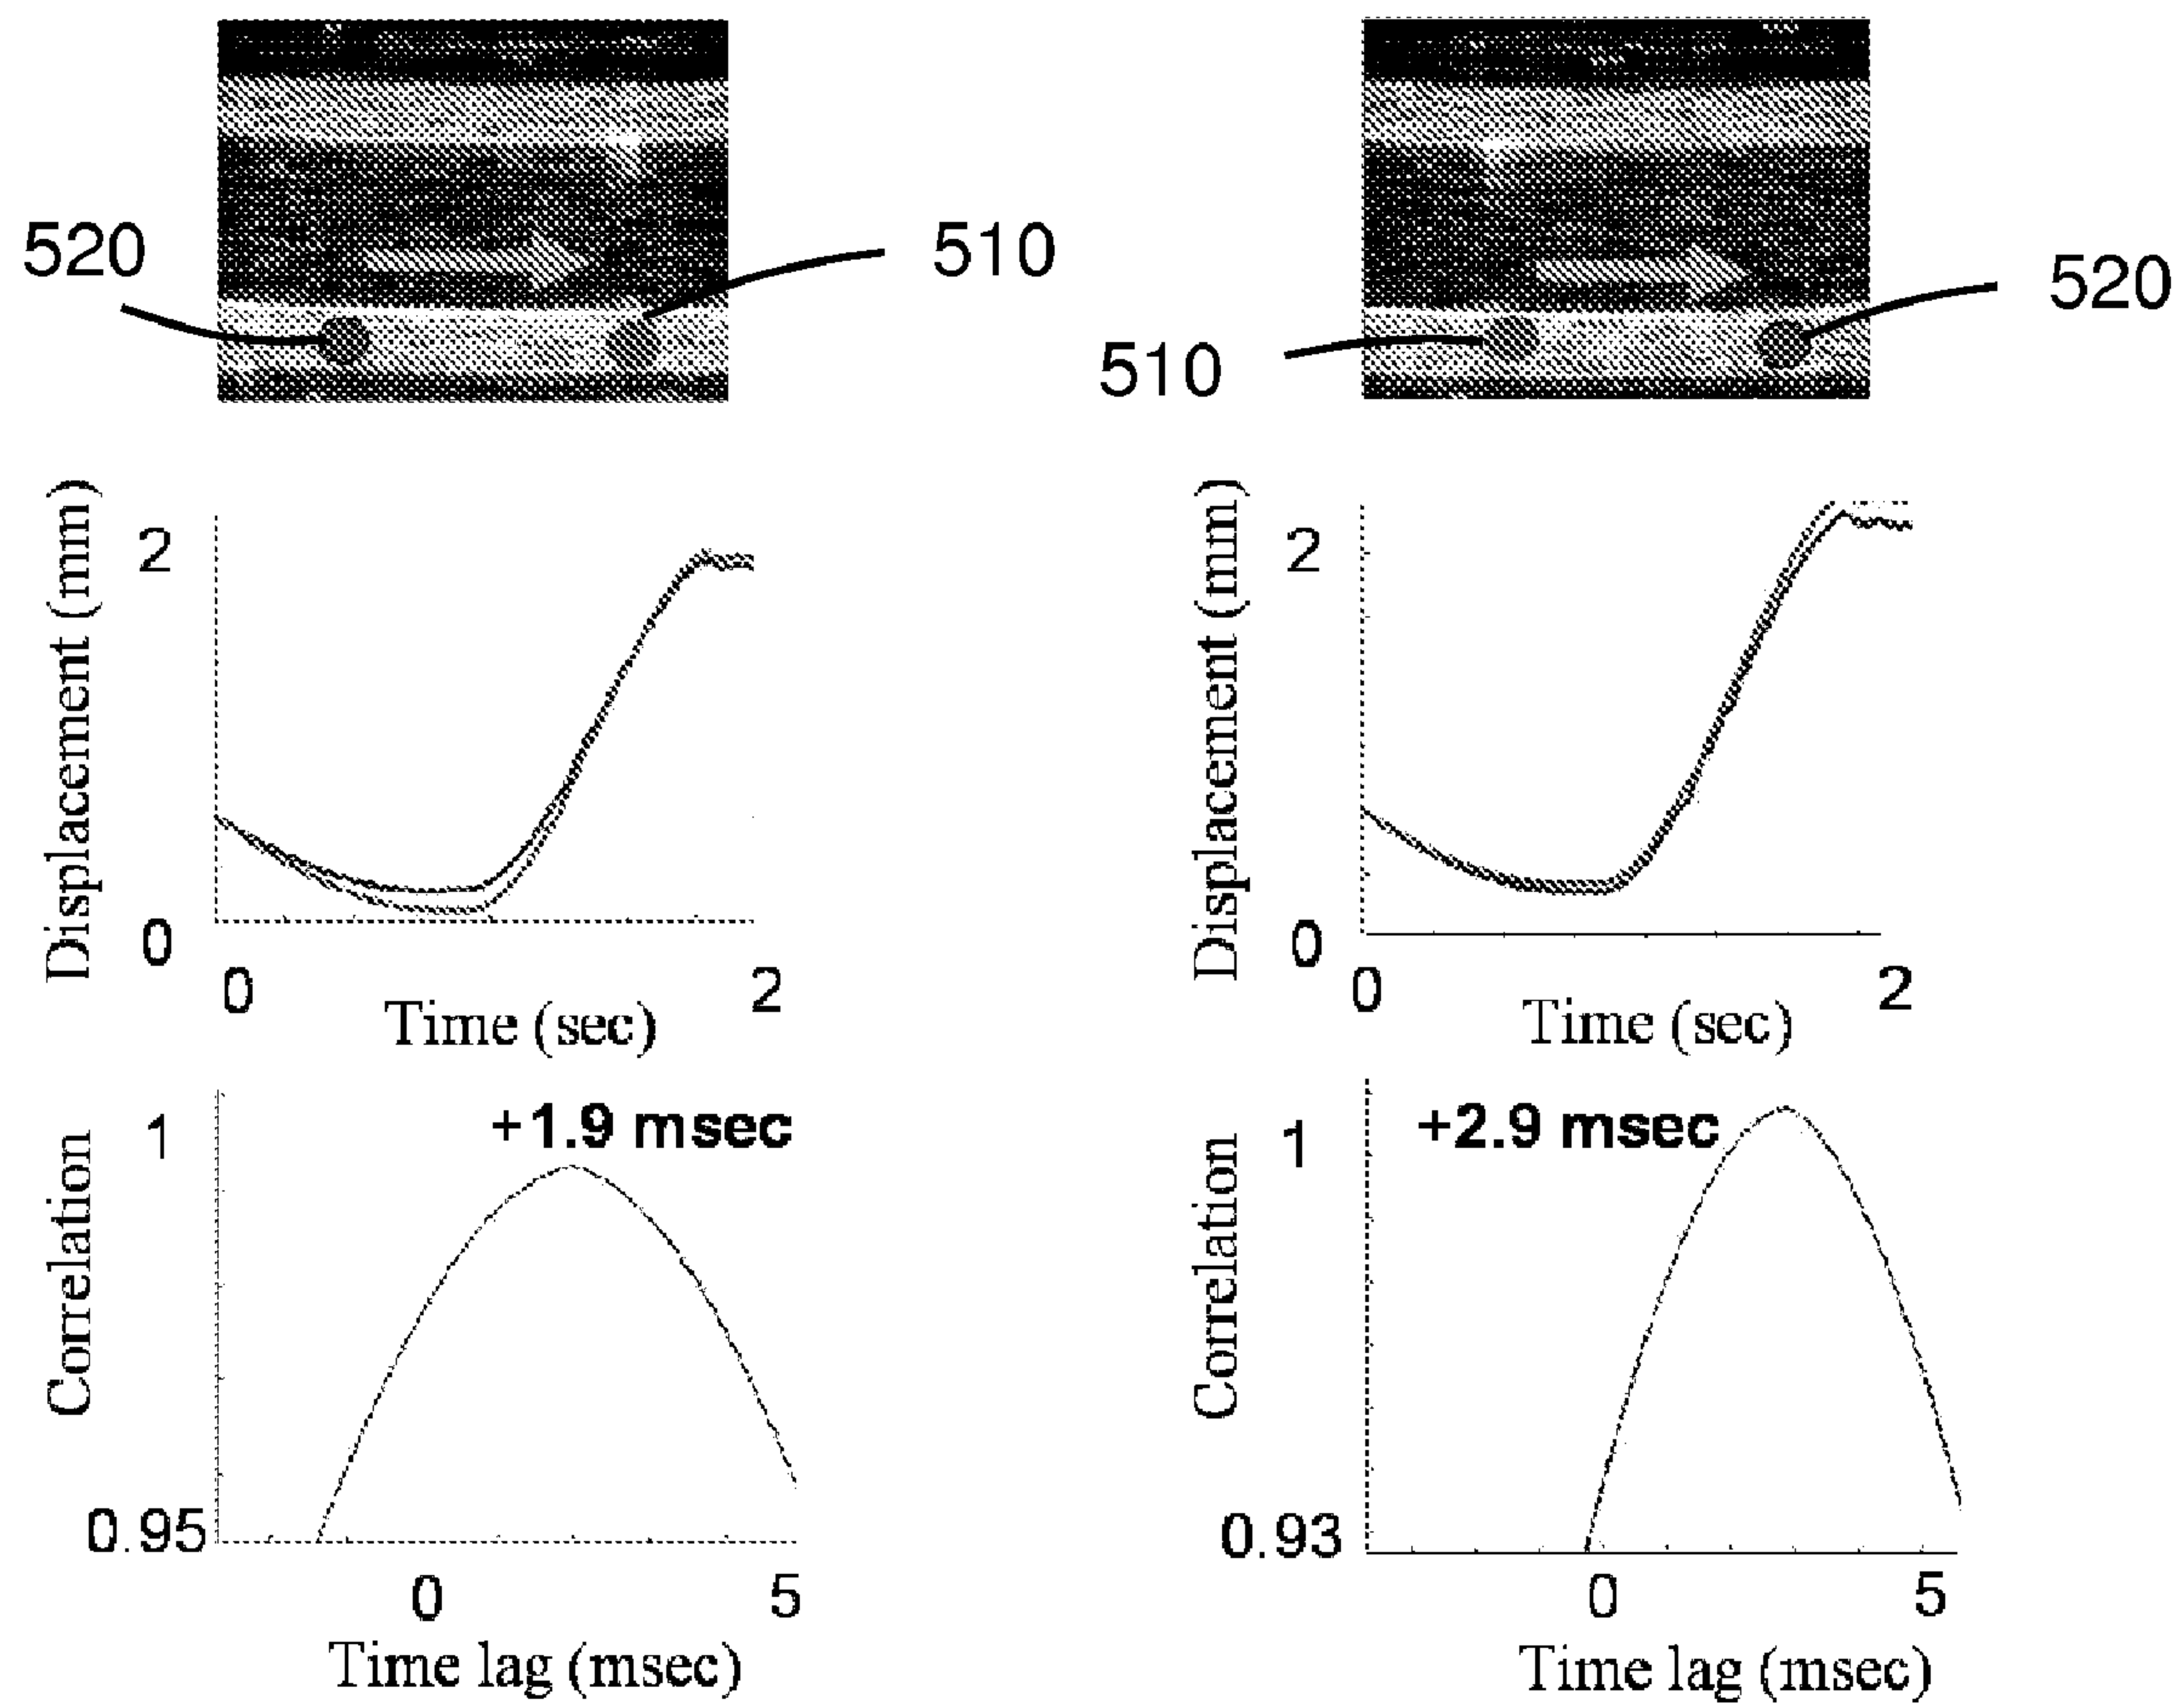 520
510
510
520
Displacement (mm)
2
0
0
2
Time (sec)
Displacement (mm)
2
0
0
2
Time (sec)
Correlation
1
+1.9 msec
0.95
0
5
Time lag (msec)
Correlation
1
+2.9 msec
0.93
0
5
Time lag (msec)